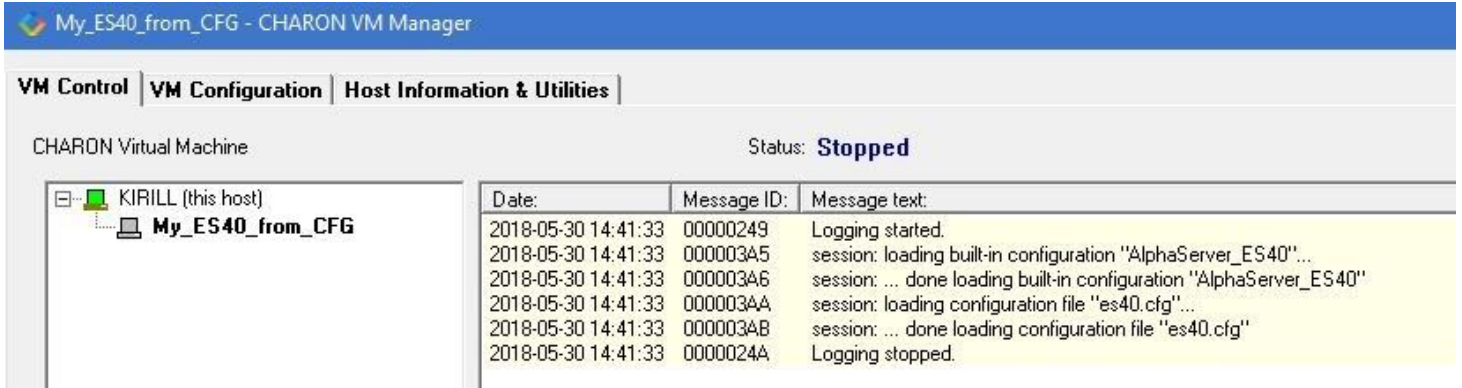 My_ES40_from_CFG - CHARON VM Manager
VM Control VM Configuration Host Information & Utilities
CHARON Virtual Machine Status: Stopped
KIRILL (this host)
My_ES40_from_CFG
Date: Message ID: Message text:
2018-05-30 14:41:33 00000249 Logging started.
2018-05-30 14:41:33 000003A5 session: loading built-in configuration "AlphaServer_ES40"...
2018-05-30 14:41:33 000003A6 session: ... done loading built-in configuration "AlphaServer_ES40"
2018-05-30 14:41:33 000003AA session: loading configuration file "es40.cfg"...
2018-05-30 14:41:33 000003AB session: ... done loading configuration file "es40.cfg"
2018-05-30 14:41:33 0000024A Logging stopped.